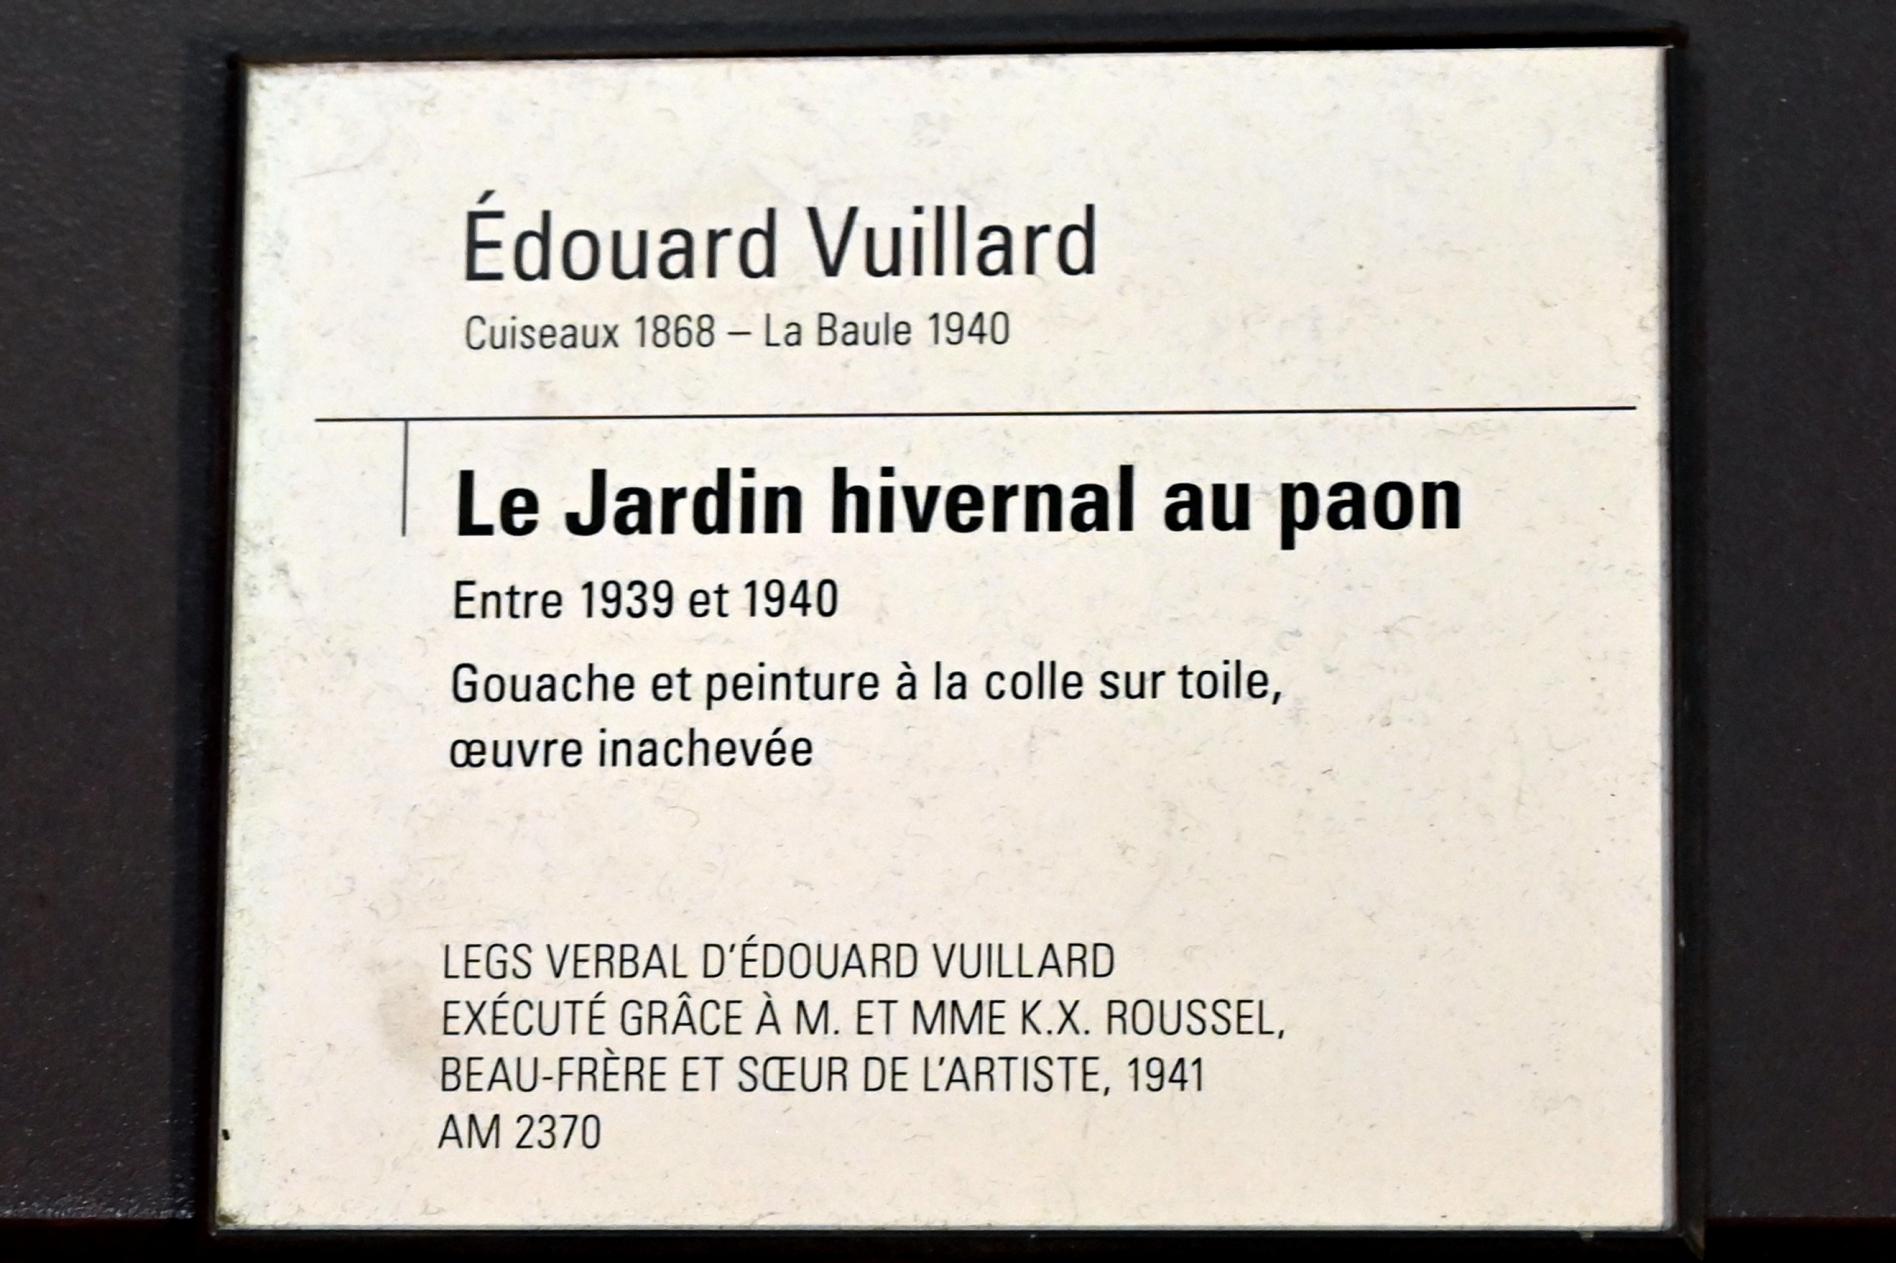 Édouard Vuillard
Cuiseaux 1868 – La Baule 1940
Le Jardin hivernal au paon
Entre 1939 et 1940
Gouache et peinture à la colle sur toile,
œuvre inachevée
LEGS VERBAL D'ÉDOUARD VUILLARD
EXÉCUTÉ GRÂCE À M. ET MME K.X. ROUSSEL,
BEAU-FRÈRE ET SŒUR DE L'ARTISTE, 1941
AM 2370